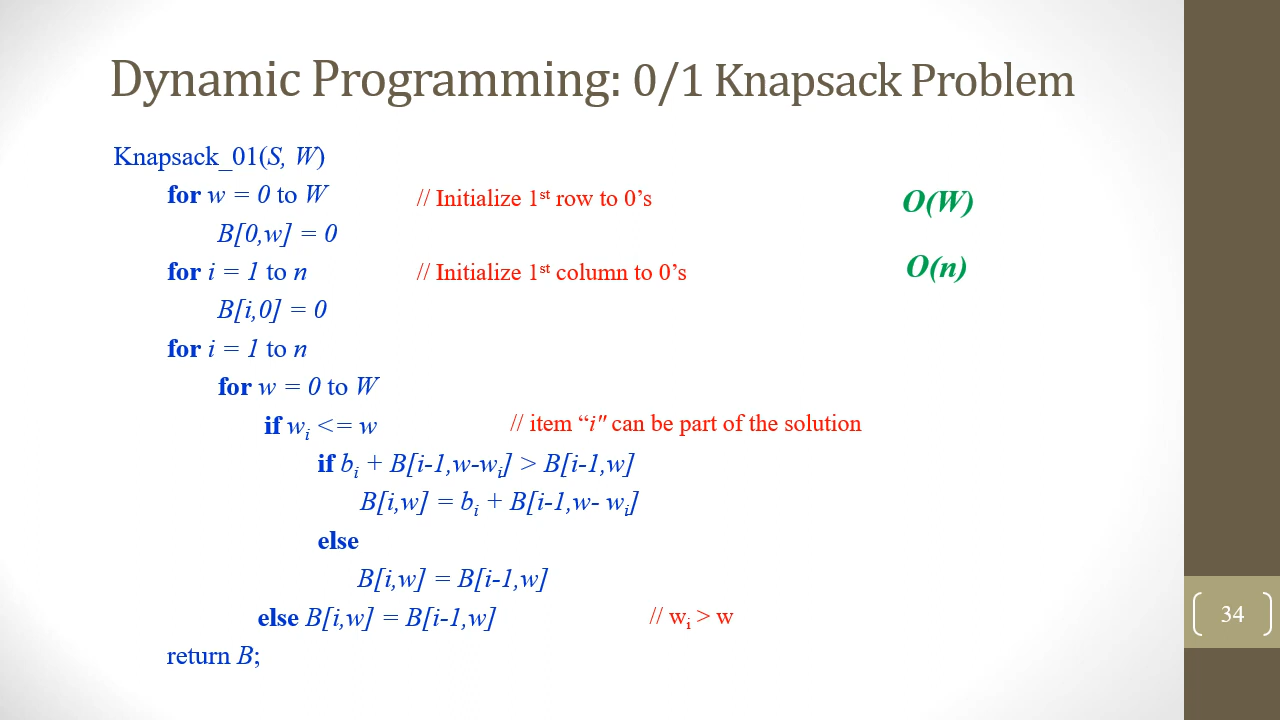 Dynamic Programming: 0/1 Knapsack Problem
Knapsack_01(S, W)
for w = 0 to W // Initialize 1st row to 0’s O(W)
B[0,w] = 0
for i = 1 to n // Initialize 1st column to 0’s O(n)
B[i,0] = 0
for i = 1 to n
for w = 0 to W
if wi <= w // item “i" can be part of the solution
if bi + B[i-1,w-wi] > B[i-1,w]
B[i,w] = bi + B[i-1,w- wi]
else
B[i,w] = B[i-1,w]
else B[i,w] = B[i-1,w] // wi > w
return B;
34